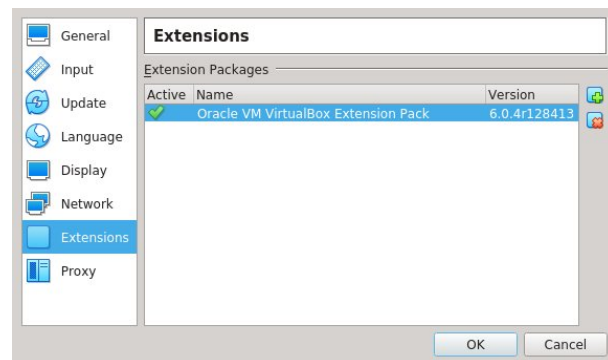 General
Input
Update
Language
Display
Network
Extensions
Proxy
Extensions
Extension Packages
Active Name Version
Oracle VM VirtualBox Extension Pack 6.0.4r128413
OK Cancel